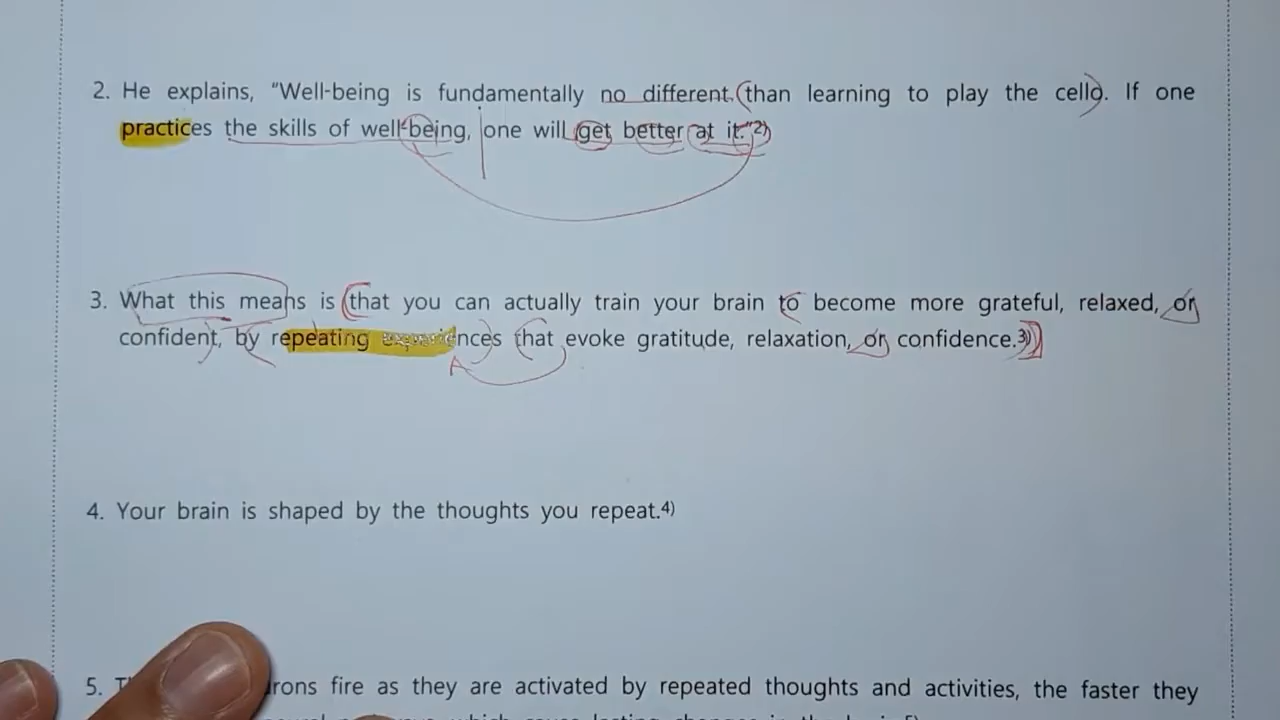 2. He explains, "Well-being is fundamentally no different than learning to play the cello. If one
practices the skills of well-being, one will get better at it."2)
3. What this means is that you can actually train your brain to become more grateful, relaxed, or
confident, by repeating experiences that evoke gratitude, relaxation, or confidence.3)
4. Your brain is shaped by the thoughts you repeat.4)
5. fire as they are activated by repeated thoughts and activities, the faster they